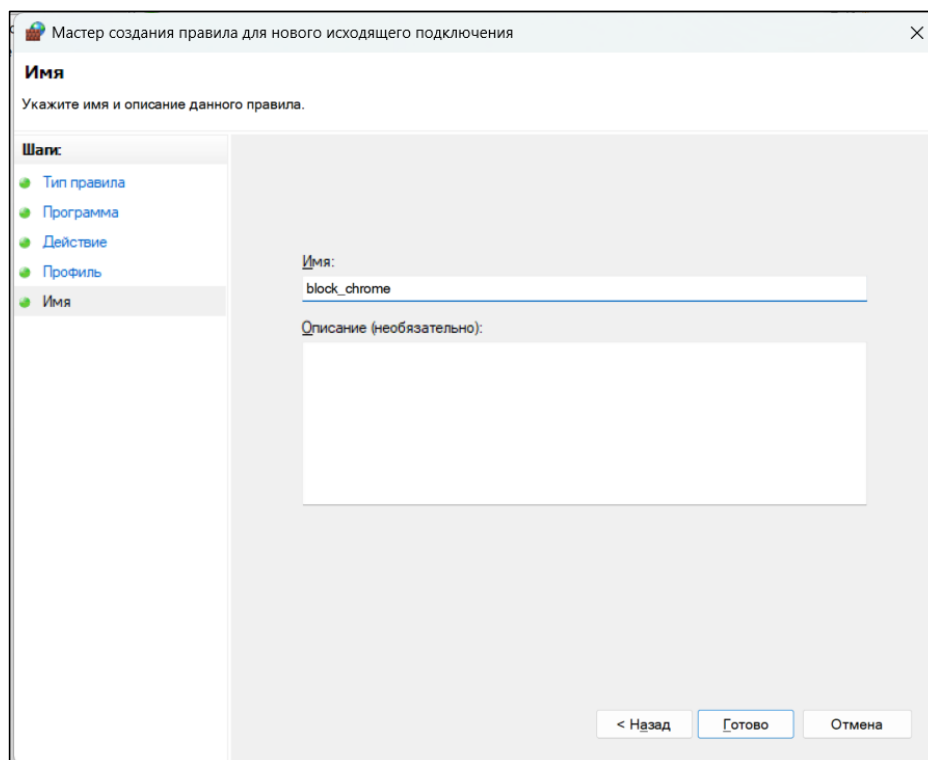 Мастер создания правила для нового исходящего подключения
Имя
Укажите имя и описание данного правила.
Шаги:
Тип правила
Программа
Действие
Профиль
Имя
Имя:
block_chrome
Описание (необязательно):
< Назад
Готово
Отмена